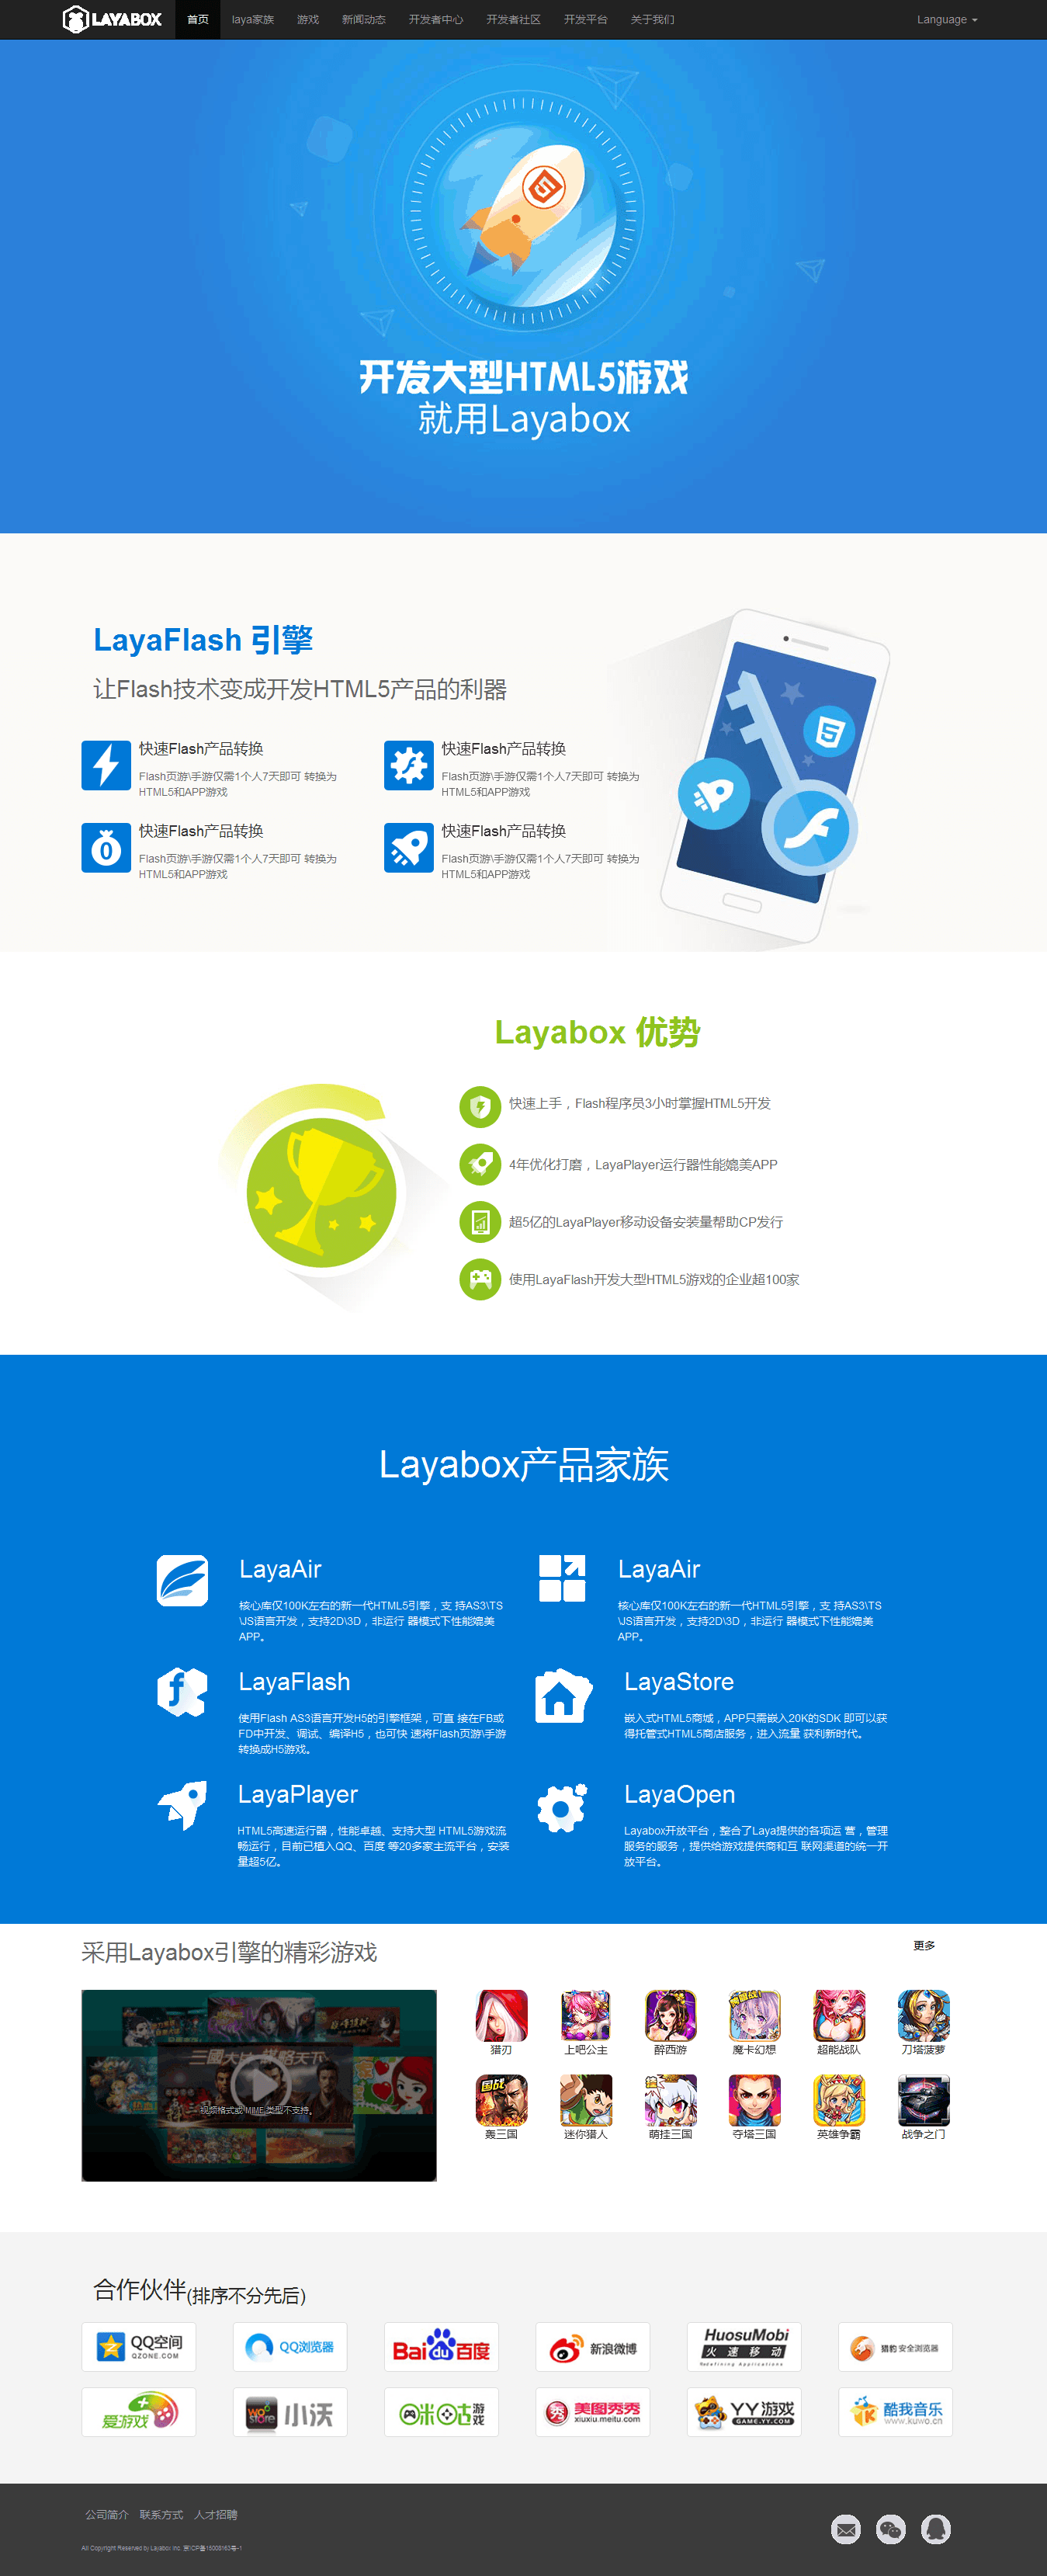 LAYABOX 首页 laya家族 游戏 新闻动态 开发者中心 开发者社区 开发平台 关于我们 Language
开发大型HTML5游戏
就用Layabox
LayaFlash 引擎
让Flash技术变成开发HTML5产品的利器
快速Flash产品转换
Flash页游\手游仅需1个人7天即可 转换为
HTML5和APP游戏
快速Flash产品转换
Flash页游\手游仅需1个人7天即可 转换为
HTML5和APP游戏
快速Flash产品转换
Flash页游\手游仅需1个人7天即可 转换为
HTML5和APP游戏
快速Flash产品转换
Flash页游\手游仅需1个人7天即可 转换为
HTML5和APP游戏
Layabox 优势
快速上手，Flash程序员3小时掌握HTML5开发
4年优化打磨，LayaPlayer运行器性能媲美APP
超5亿的LayaPlayer移动设备安装量帮助CP发行
使用LayaFlash开发大型HTML5游戏的企业超100家
Layabox产品家族
LayaAir
核心库仅100K左右的新一代HTML5引擎，支 持AS3\TS
\JS语言开发，支持2D\3D，非运行 器模式下性能媲美
APP。
LayaAir
核心库仅100K左右的新一代HTML5引擎，支 持AS3\TS
\JS语言开发，支持2D\3D，非运行 器模式下性能媲美
APP。
LayaFlash
使用Flash AS3语言开发H5的引擎框架，可直 接在FB或
FD中开发、调试、编译H5，也可快 速将Flash页游\手游
转换成H5游戏。
LayaStore
嵌入式HTML5商城，APP只需嵌入20K的SDK 即可以获
得托管式HTML5商店服务，进入流量 获利新时代。
LayaPlayer
HTML5高速运行器，性能卓越、支持大型 HTML5游戏流
畅运行，目前已植入QQ、百度 等20多家主流平台，安装
量超5亿。
LayaOpen
Layabox开放平台，整合了Laya提供的各项运 营，管理
服务的服务，提供给游戏提供商和互 联网渠道的统一开
放平台。
采用Layabox引擎的精彩游戏
更多
视频格式或 MIME 类型不支持。
猎刃 上吧公主 醉西游 魔卡幻想 超能战队 刀塔菠萝
国战
轰三国 迷你猎人 萌挂三国 夺塔三国 英雄争霸 战争之门
合作伙伴(排序不分先后)
QQ空间
QZONE.COM
QQ浏览器
Bai du 百度
新浪微博
HuosuMobi
火速移动
Redefining Applications
猎豹安全浏览器
爱游戏
wo store 小沃
咪咕游戏
秀 美图秀秀
xiuxiu.meitu.com
YY游戏
GAME.YY.COM
酷我音乐
www.kuwo.cn
公司简介 联系方式 人才招聘